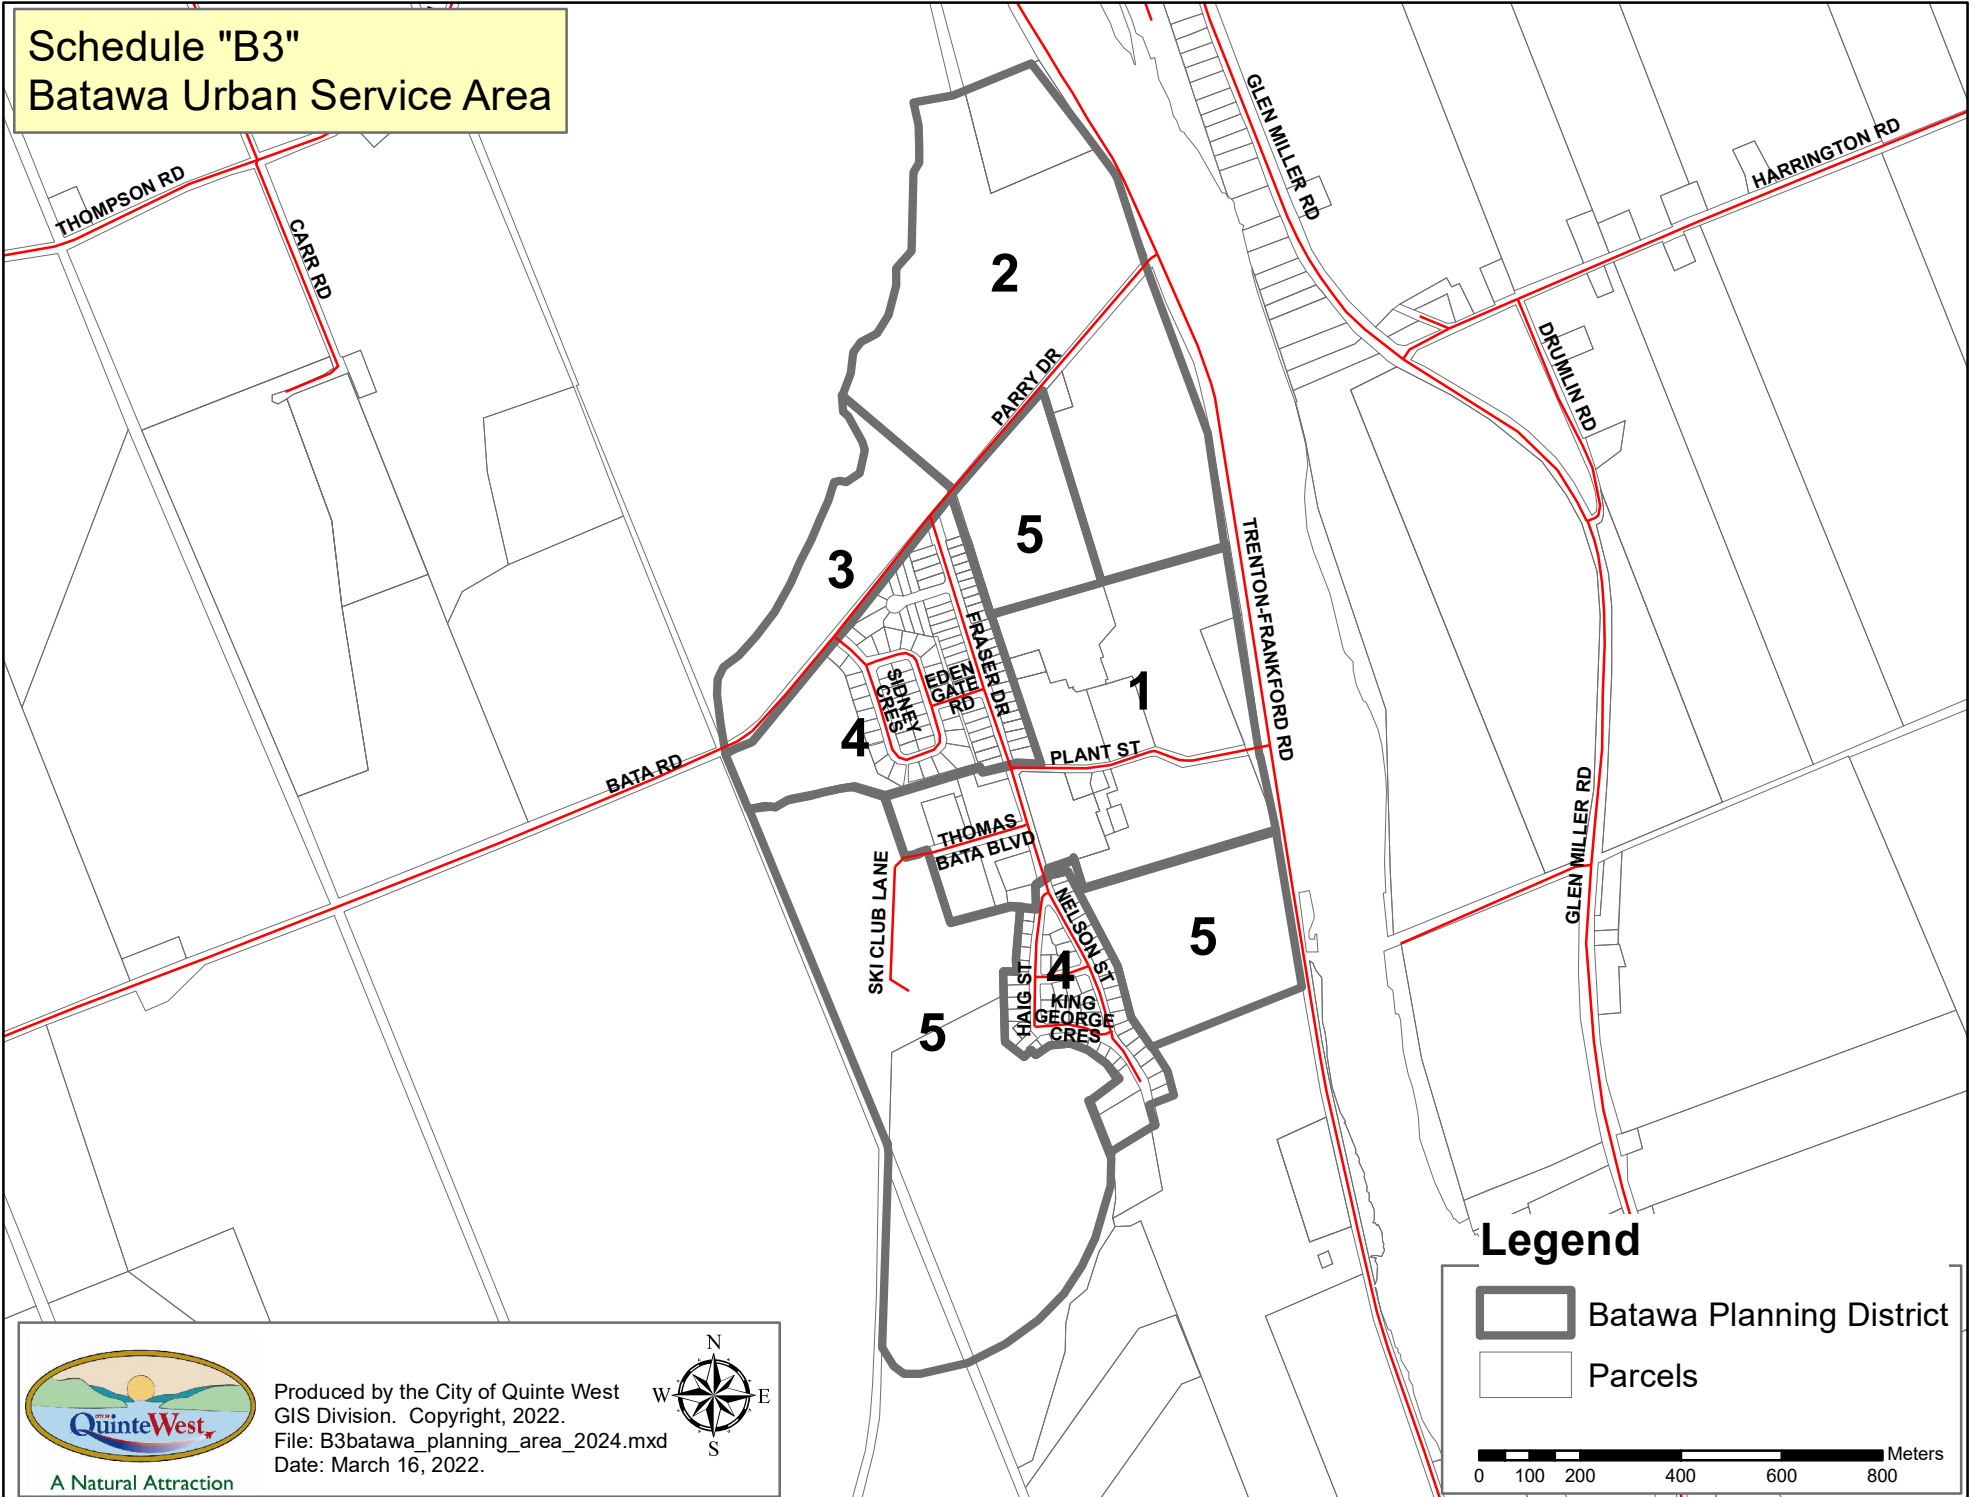 Schedule "B3"
Batawa Urban Service Area
THOMPSON RD
CARR RD
GLEN MILLER RD
HARRINGTON RD
DRUMLIN RD
2
PARRY DR
5
3
TRENTON-FRANKFORD RD
FRASER DR
EDEN
GATE
RD
SIDNEY
CRES
1
4
PLANT ST
BATA RD
THOMAS
BATA BLVD
SKI CLUB LANE
GLEN MILLER RD
NELSON ST
5
4
HAIG ST
KING
GEORGE
CRES
5
Legend
Batawa Planning District
Parcels
Meters
0 100 200 400 600 800
CITY OF
QuinteWest
A Natural Attraction
Produced by the City of Quinte West
GIS Division.  Copyright, 2022.
File: B3batawa_planning_area_2024.mxd
Date: March 16, 2022.
N
W E
S